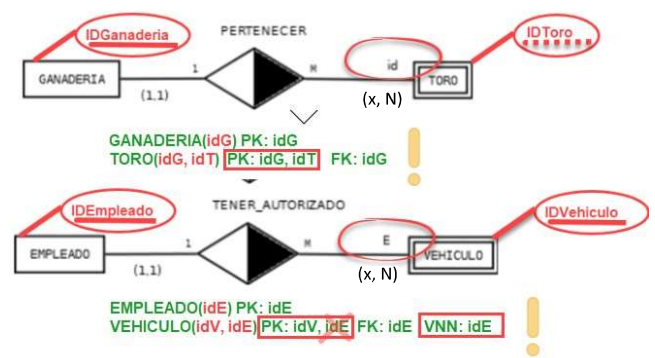 IDGanaderia
PERTENECER
IDToro
GANADERIA
1
M
id
TORO
(1,1)
(x, N)
GANADERIA(idG) PK: idG
TORO(idG, idT) PK: idG, idT FK: idG
!
IDEmpleado
TENER_AUTORIZADO
IDVehiculo
EMPLEADO
1
M
E
VEHICULO
(1,1)
(x, N)
EMPLEADO(idE) PK: idE
VEHICULO(idV, idE) PK: idV, idE FK: idE VNN: idE
!